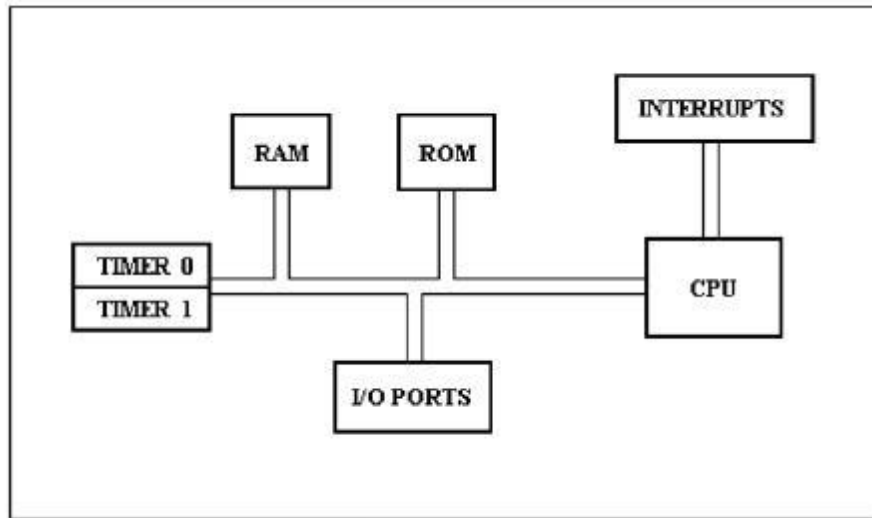 INTERRUPTS
RAM
ROM
TIMER 0
TIMER 1
CPU
I/O PORTS